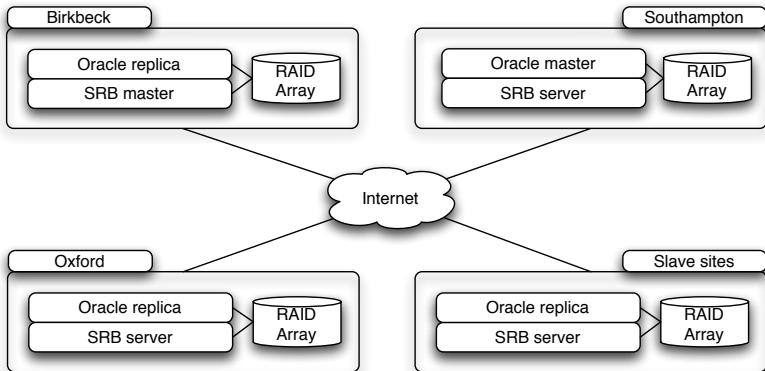 Birkbeck
Oracle replica
SRB master
RAID
Array
Southampton
Oracle master
SRB server
RAID
Array
Internet
Oxford
Oracle replica
SRB server
RAID
Array
Slave sites
Oracle replica
SRB server
RAID
Array